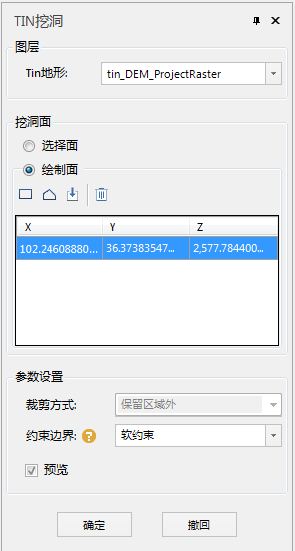 TIN挖洞
图层
Tin地形: tin_DEM_ProjectRaster
挖洞面
选择面
绘制面
X Y Z
102.24608880... 36.37383547... 2,577.784400...
参数设置
裁剪方式: 保留区域外
约束边界: ? 软约束
预览
确定 撤回